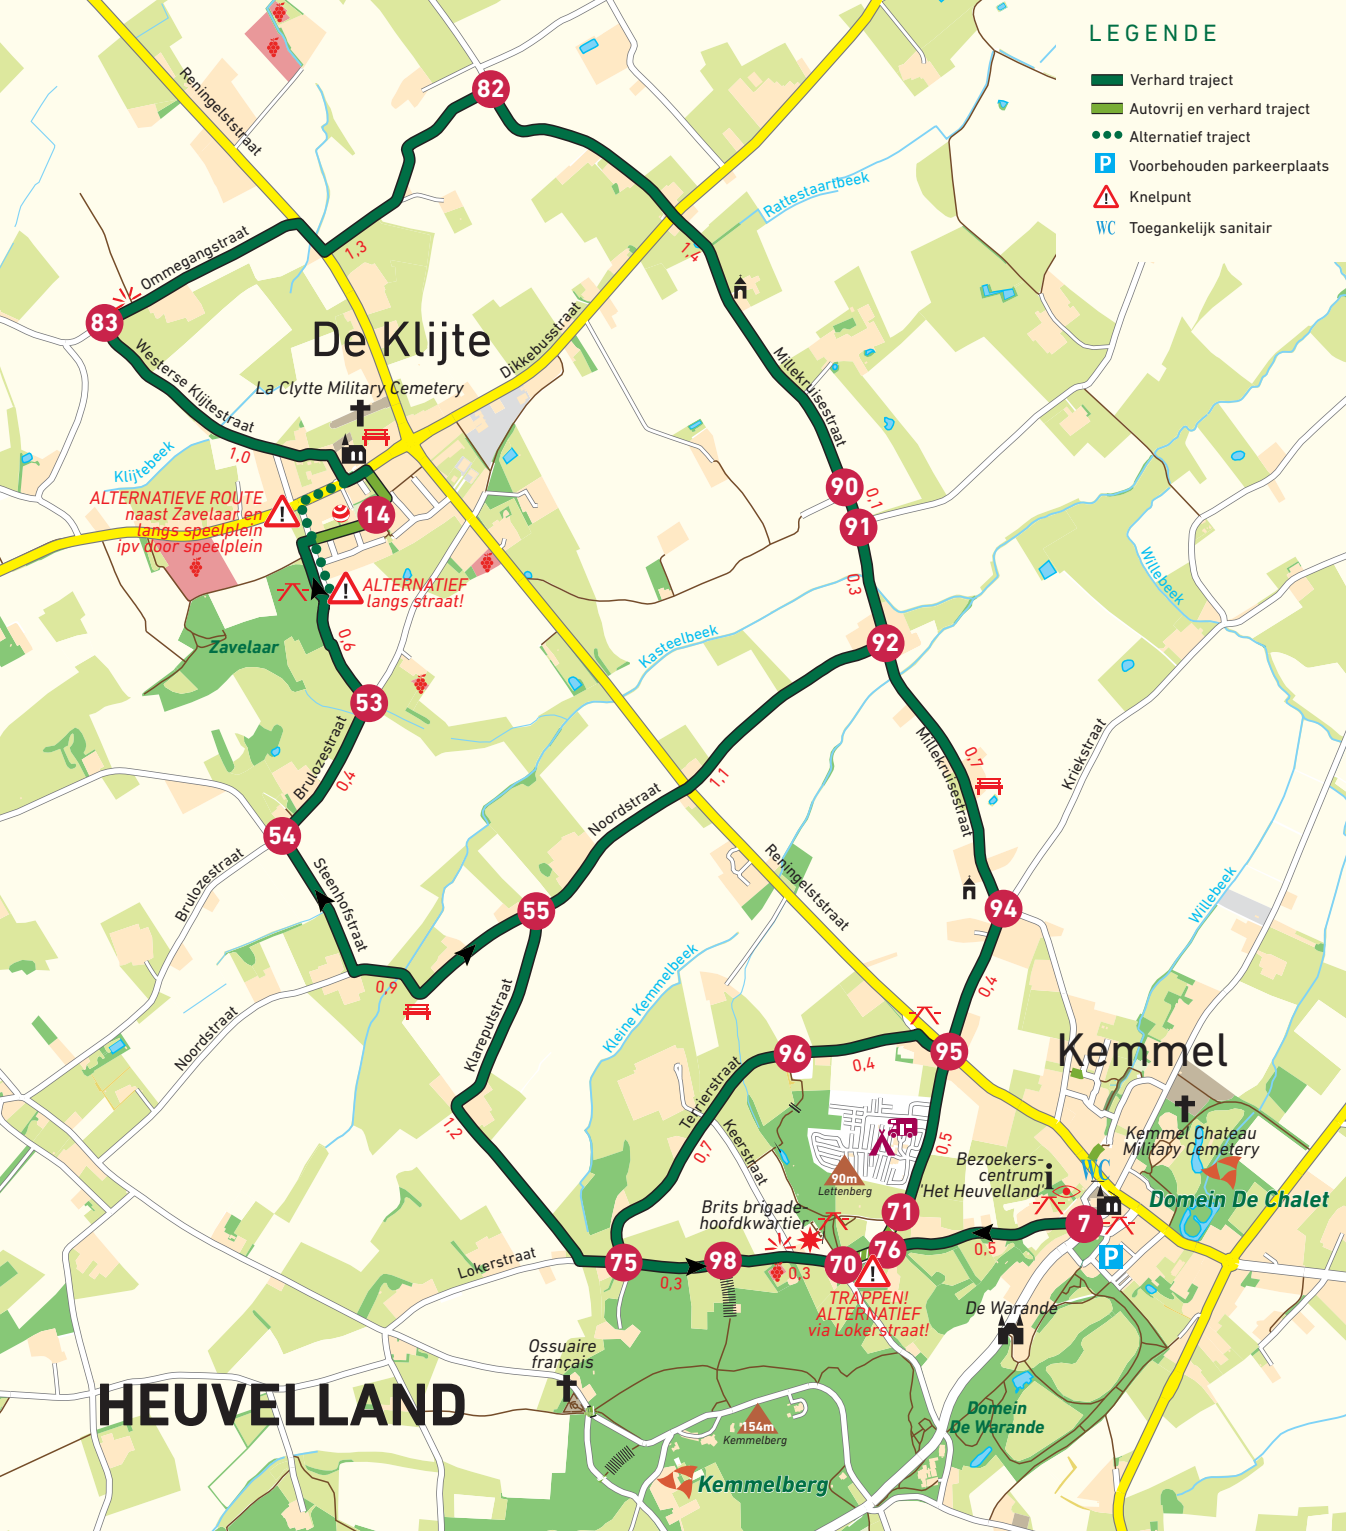 LEGENDE
Verhard traject
Autovrij en verhard traject
Alternatief traject
P
Voorbehouden parkeerplaats
!
Knelpunt
WC
Toegankelijk sanitair
Reningelststraat
82
Rattestaartbeek
1,4
1,3
Ommegangstraat
83
De Klijte
Dikkebusstraat
Westerse Klijtestraat
La Clytte Military Cemetery
Millekruisestraat
1,0
Klijtebeek
90
0,1
91
ALTERNATIEVE ROUTE
naast Zavelaar en
langs speelplein
ipv door speelplein
!
14
!
ALTERNATIEF
langs straat!
0,3
Willebeek
Zavelaar
0,6
Kasteelbeek
92
53
Brulozestraat
0,4
Millekruisestraat
0,7
Kriekstraat
1,1
Noordstraat
54
Steenhofstraat
Brulozestraat
Reningelststraat
Willebeek
94
55
0,9
0,4
Kleine Kemmelbeek
Klareputstraat
Noordstraat
96
0,4
95
Kemmel
Terrierstraat
1,2
0,7
Keerstraat
0,5
Kemmel Chateau
Military Cemetery
Bezoekers-
centrum
'Het Heuvelland'
i
WC
90m
Lettenberg
Domein De Chalet
Brits brigade-
hoofdkwartier
71
7
76
0,5
P
75
0,3
98
0,3
70
!
Lokerstraat
TRAPPEN!
ALTERNATIEF
via Lokerstraat!
De Warande
Ossuaire
français
HEUVELLAND
154m
Kemmelberg
Domein
De Warande
Kemmelberg